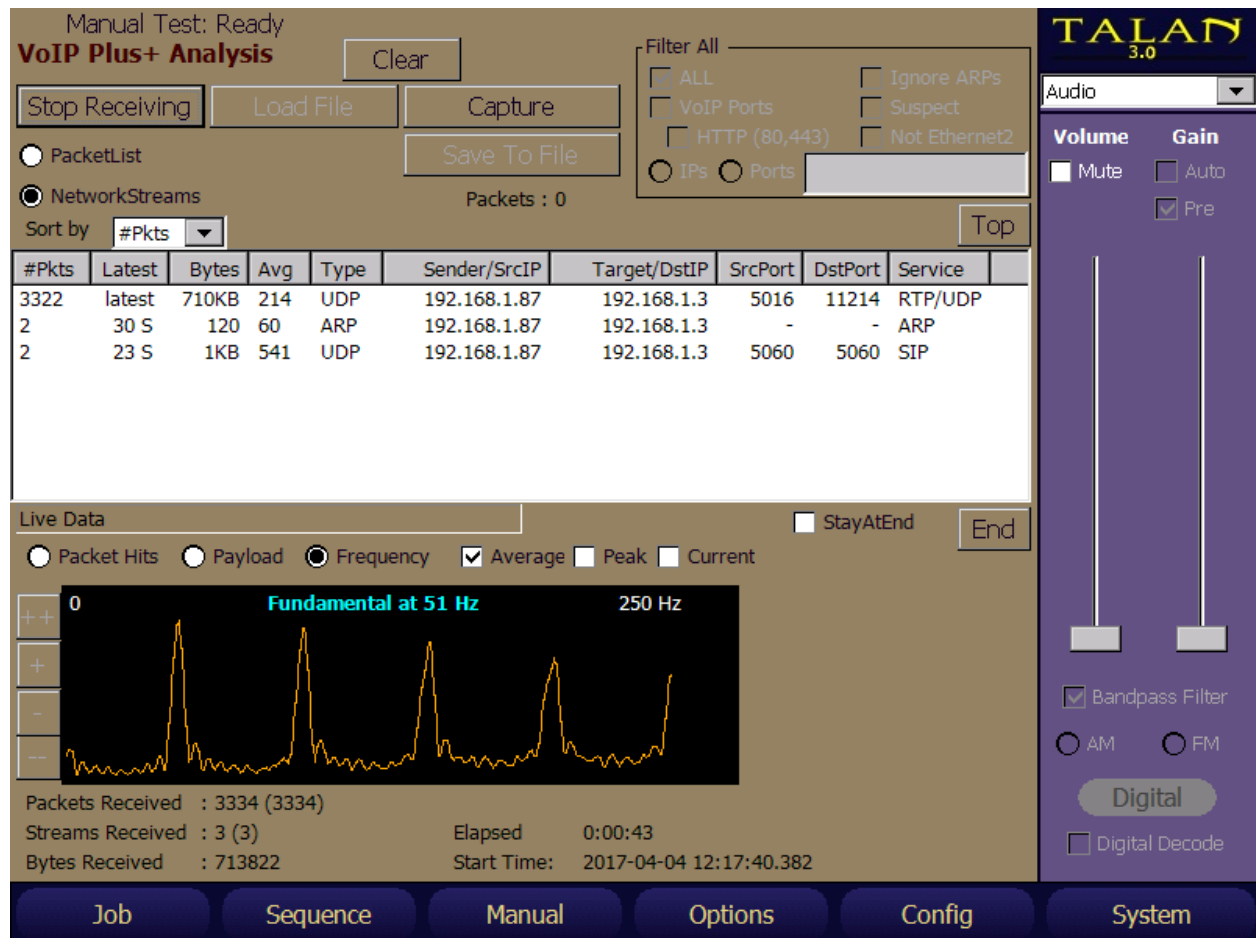 Manual Test: Ready
VoIP Plus+ Analysis
Clear
Stop Receiving Load File Capture
PacketList
Save To File
NetworkStreams
Packets : 0
Sort by #Pkts
Filter All
ALL Ignore ARPs
VoIP Ports Suspect
HTTP (80,443) Not Ethernet2
IPs Ports
Top
#Pkts Latest Bytes Avg Type Sender/SrcIP Target/DstIP SrcPort DstPort Service
3322 latest 710KB 214 UDP 192.168.1.87 192.168.1.3 5016 11214 RTP/UDP
2 30 S 120 60 ARP 192.168.1.87 192.168.1.3 - - ARP
2 23 S 1KB 541 UDP 192.168.1.87 192.168.1.3 5060 5060 SIP
Live Data StayAtEnd End
Packet Hits Payload Frequency Average Peak Current
0 Fundamental at 51 Hz 250 Hz
++
+
-
--
Packets Received : 3334 (3334)
Streams Received : 3 (3) Elapsed 0:00:43
Bytes Received : 713822 Start Time: 2017-04-04 12:17:40.382
TALAN
3.0
Audio
Volume Gain
Mute Auto
Pre
Bandpass Filter
AM FM
Digital
Digital Decode
Job Sequence Manual Options Config System